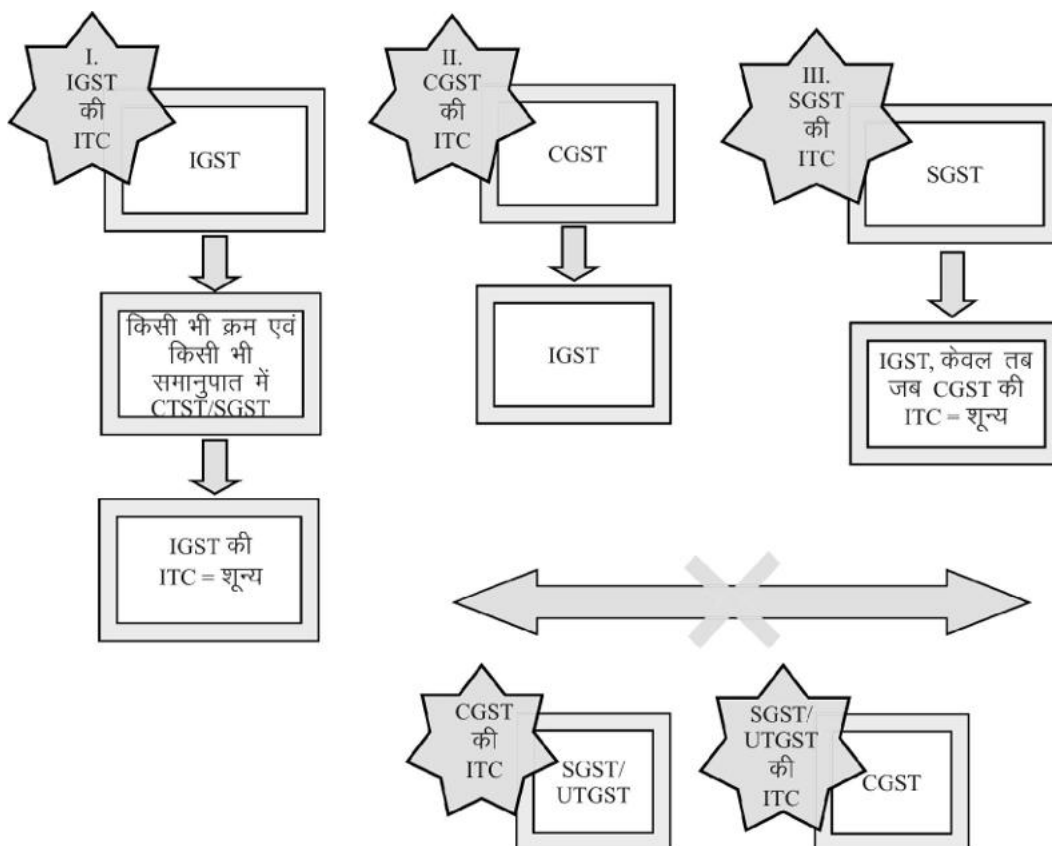 I.
IGST
की
ITC
IGST
किसी भी क्रम एवं
किसी भी
समानुपात में
CTST/SGST
IGST की
ITC = शून्य
II.
CGST
की
ITC
CGST
IGST
III.
SGST
की
ITC
SGST
IGST, केवल तब
जब CGST की
ITC = शून्य
CGST
की
ITC
SGST/
UTGST
SGST/
UTGST
की
ITC
CGST